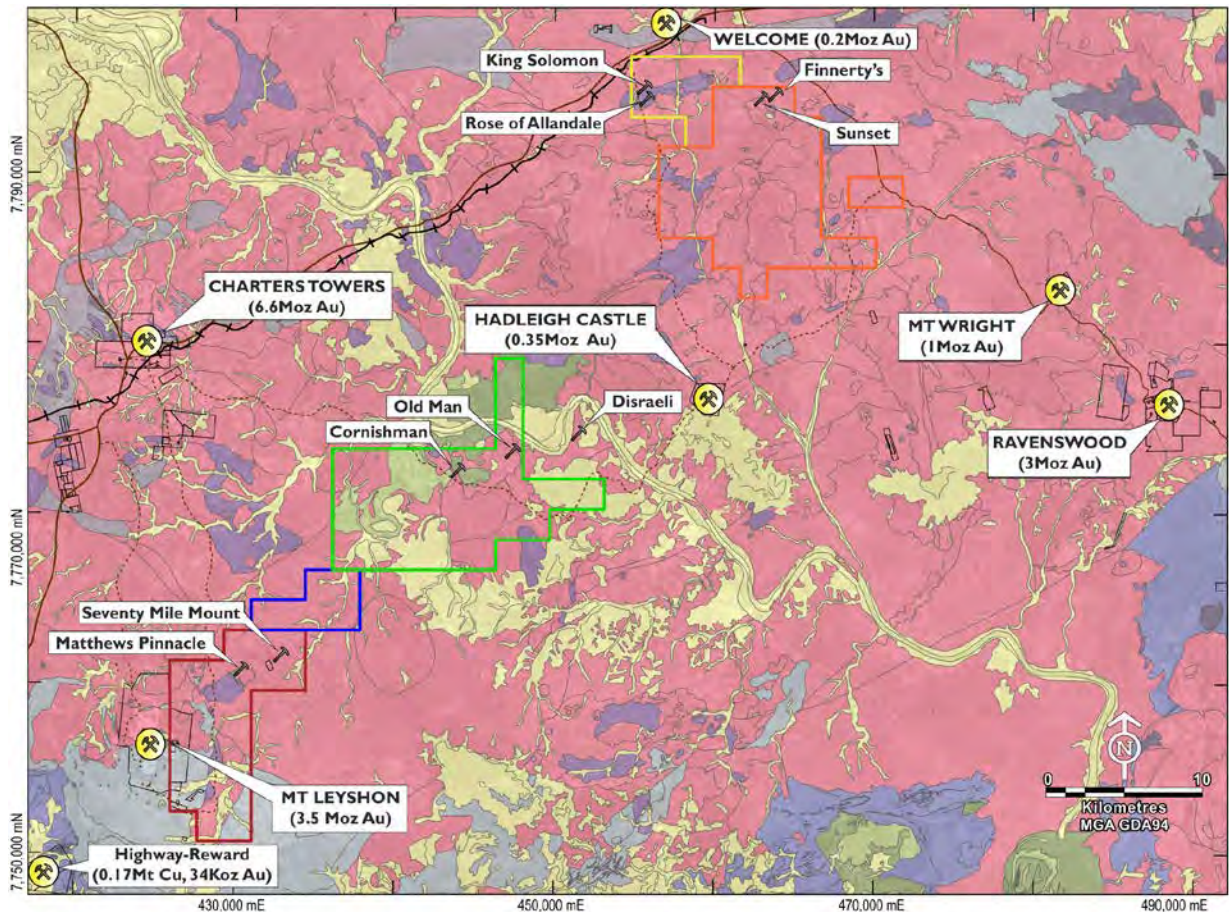 WELCOME (0.2Moz Au)
King Solomon
Finnerty's
Rose of Allandale
Sunset
7,790,000 mN
CHARTERS TOWERS
(6.6Moz Au)
HADLEIGH CASTLE
(0.35Moz Au)
MT WRIGHT
(1Moz Au)
Old Man
Disraeli
Cornishman
RAVENSWOOD
(3Moz Au)
7,770,000 mN
Seventy Mile Mount
Matthews Pinnacle
MT LEYSHON
(3.5 Moz Au)
N
0 10
Kilometres
MGA GDA94
7,750,000 mN
Highway-Reward
(0.17Mt Cu, 34Koz Au)
430,000 mE
450,000 mE
470,000 mE
490,000 mE